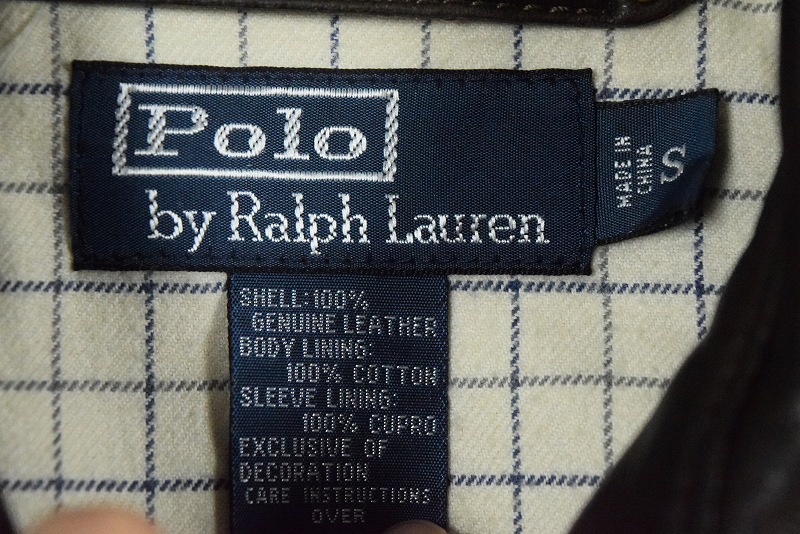 Polo
by Ralph Lauren
MADE IN
CHINA
S
SHELL:100%
GENUINE LEATHER
BODY LINING:
100% COTTON
SLEEVE LINING:
100% CUPRO
EXCLUSIVE OF
DECORATION
CARE INSTRUCTIONS
OVER